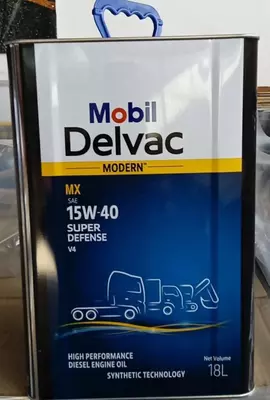 Mobil
Delvac
MODERN™
MX
SAE
15W-40
SUPER
DEFENSE
V4
HIGH PERFORMANCE
DIESEL ENGINE OIL
SYNTHETIC TECHNOLOGY
Net Volume
18L